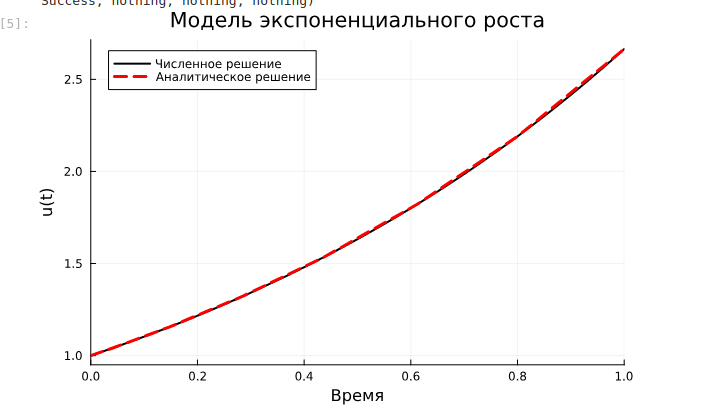 Success, nothing, nothing, nothing)
[5]:
Модель экспоненциального роста
Численное решение
Аналитическое решение
2.5
2.0
1.5
1.0
u(t)
0.0 0.2 0.4 0.6 0.8 1.0
Время